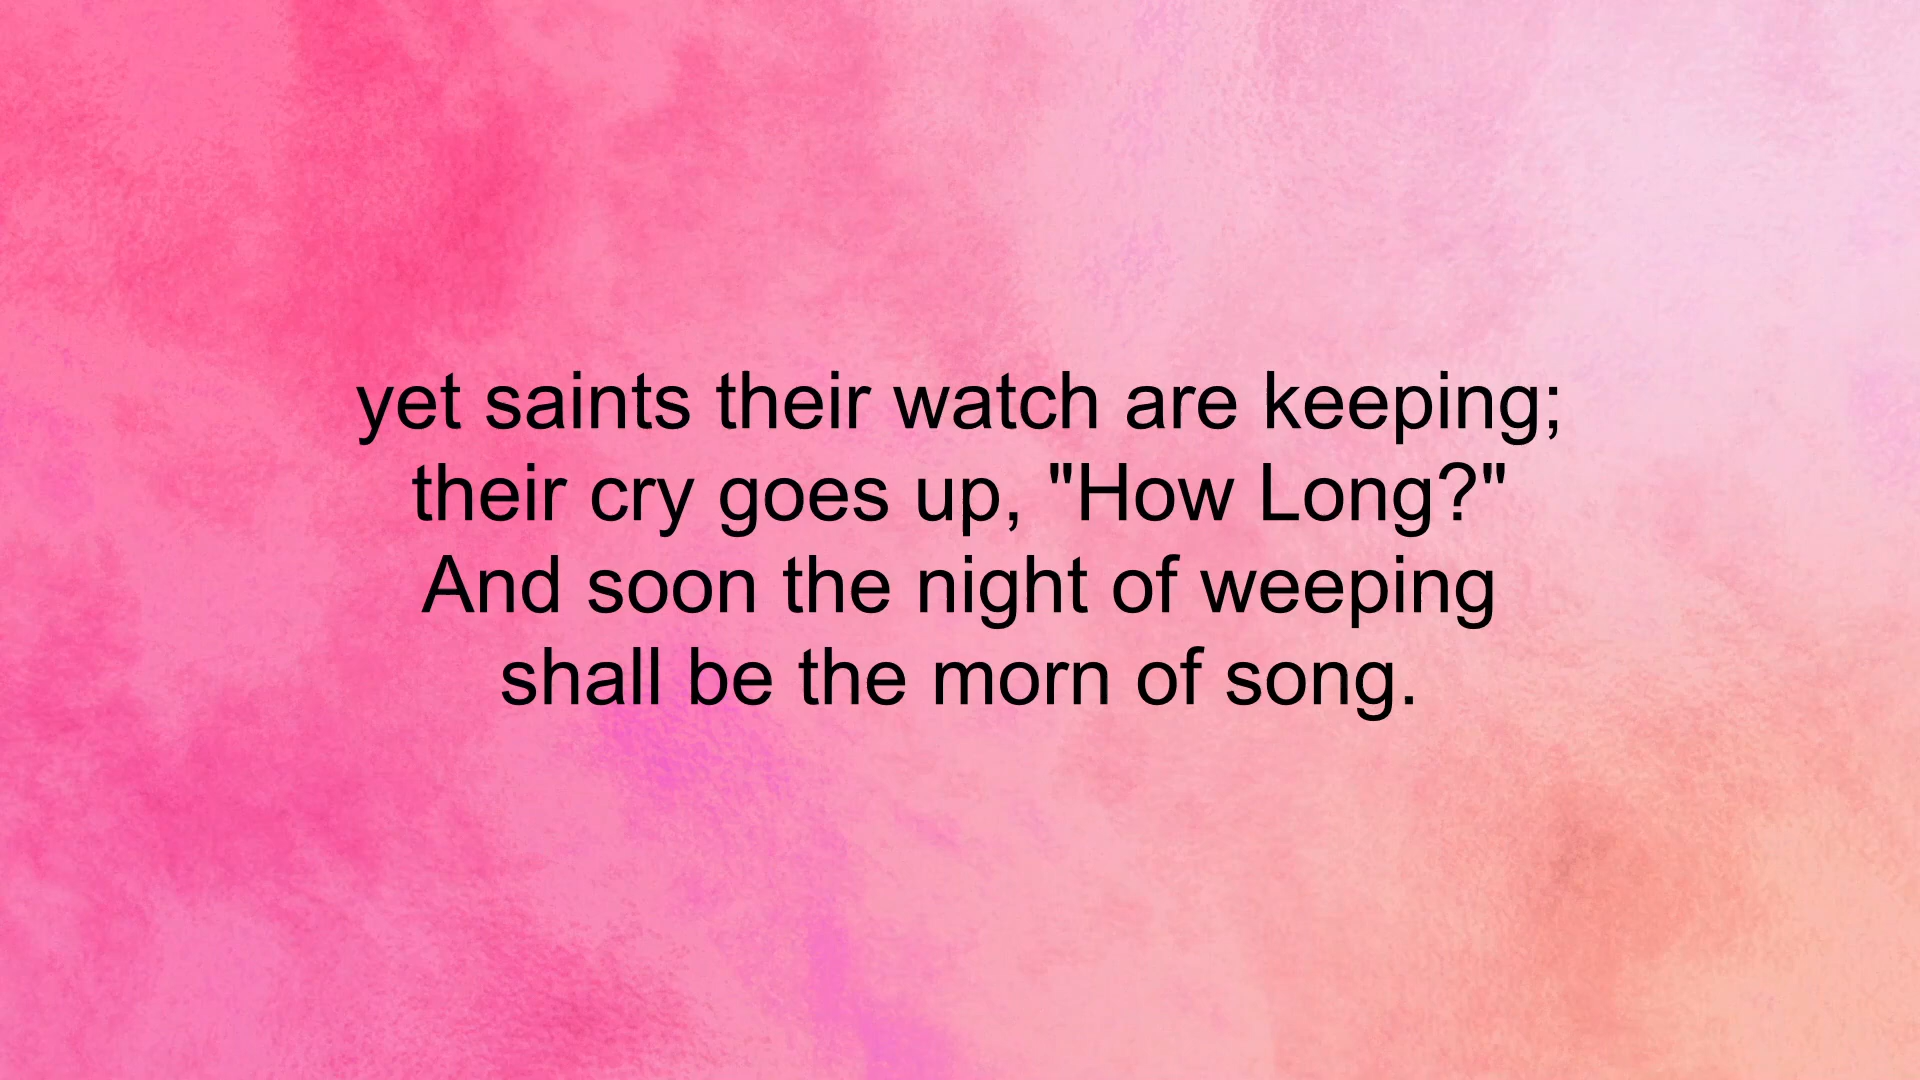 yet saints their watch are keeping;
their cry goes up, "How Long?"
And soon the night of weeping
shall be the morn of song.